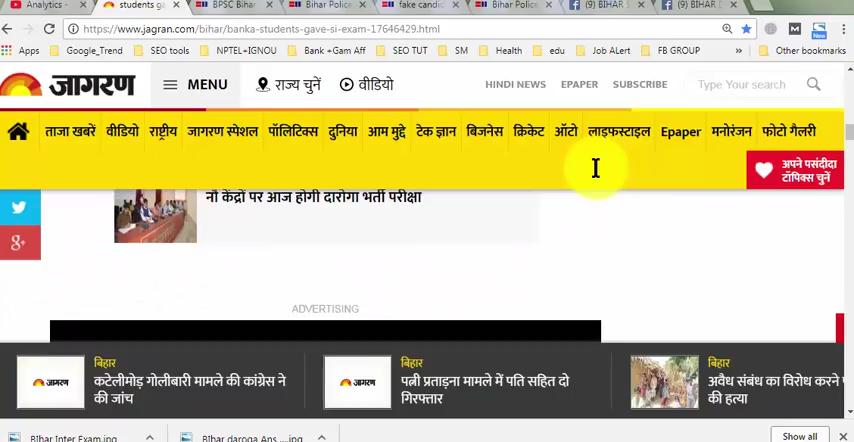 Analytics -
students ga
BPSC Bihar
Bihar Police
fake candid
Bihar Police
(9) BIHAR D
(9) BIHAR D
https://www.jagran.com/bihar/banka-students-gave-si-exam-17646429.html
Apps Google_Trend SEO tools NPTEL+IGNOU Bank +Gam Aff SEO TUT SM Health edu Job ALert FB GROUP » Other bookmarks
जागरण MENU राज्य चुनें वीडियो HINDI NEWS EPAPER SUBSCRIBE Type Your search
ताजा खबरें वीडियो राष्ट्रीय जागरण स्पेशल पॉलिटिक्स दुनिया आम मुद्दे टेक ज्ञान बिजनेस क्रिकेट ऑटो लाइफस्टाइल Epaper मनोरंजन फोटो गैलरी
अपने पसंदीदा
टॉपिक्स चुनें
नौ केंद्रों पर आज होगी दारोगा भर्ती परीक्षा
g+
ADVERTISING
बिहार
कटेलीमोड़ गोलीबारी मामले की कांग्रेस ने
की जांच
बिहार
पत्नी प्रताड़ना मामले में पति सहित दो
गिरफ्तार
बिहार
अवैध संबंध का विरोध करने
की हत्या
BIhar Inter Exam.jpg
BIhar daroga Ans ....jpg
Show all